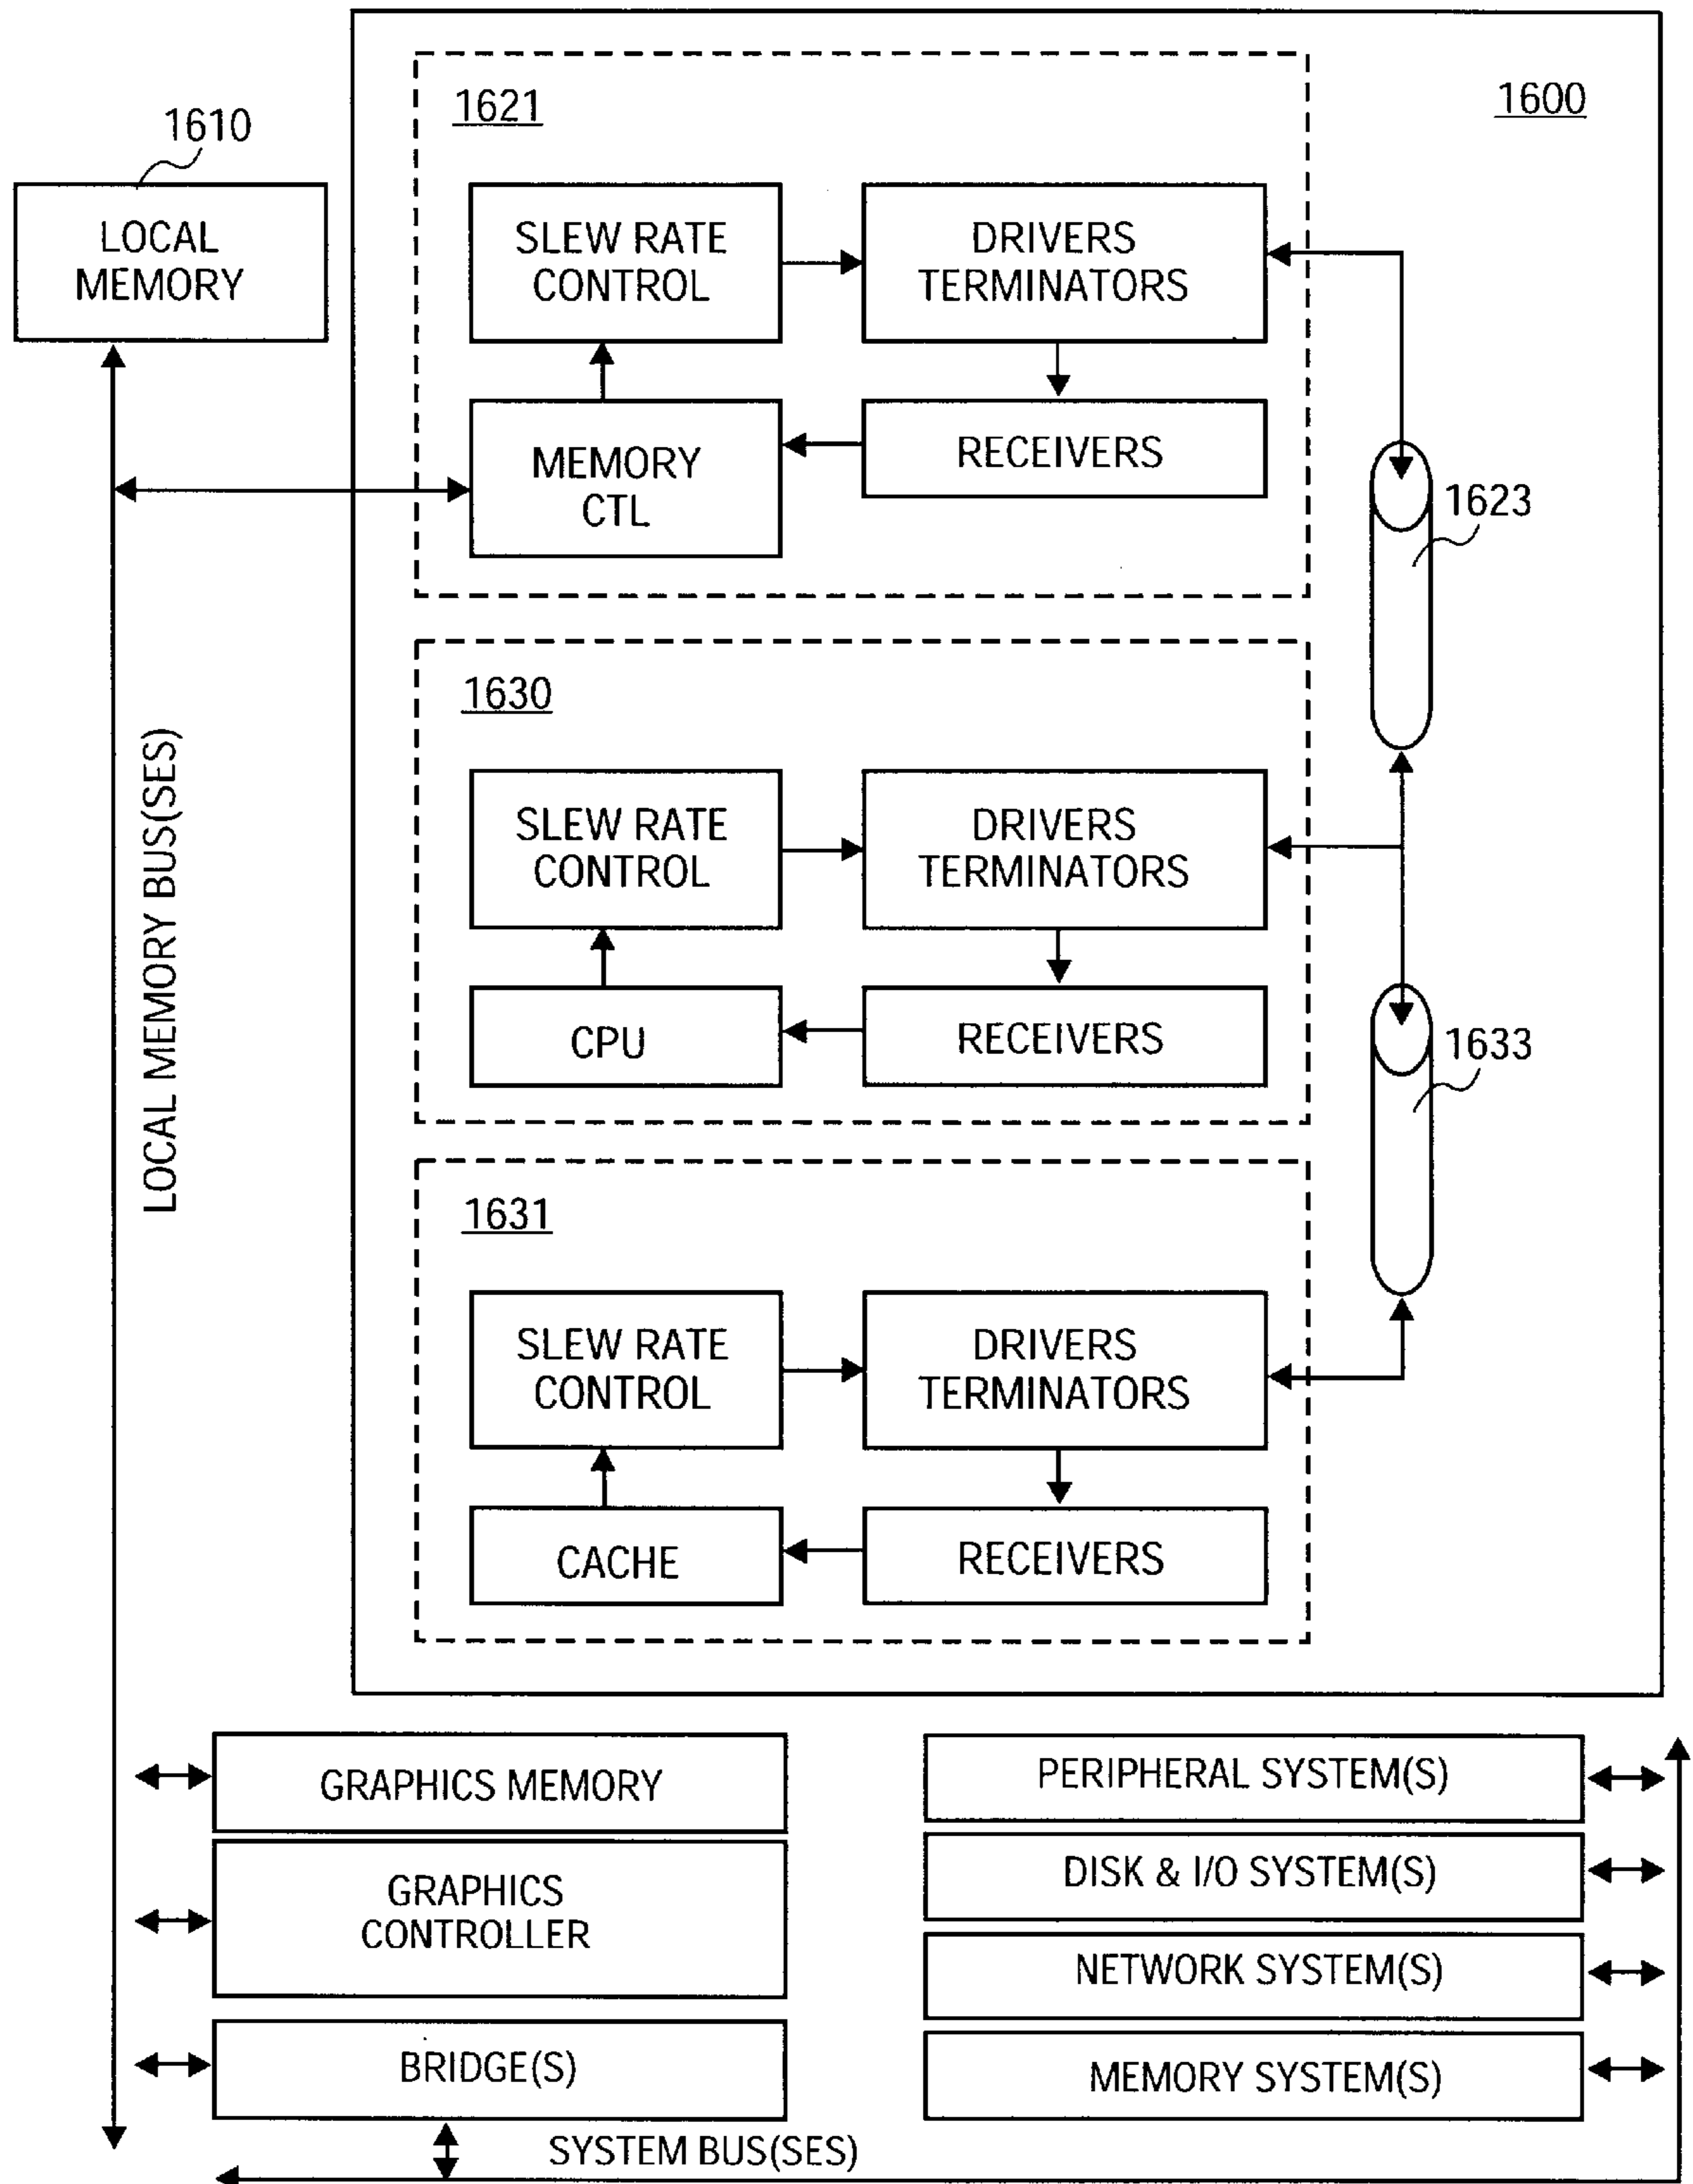 1600
1610
LOCAL
MEMORY
LOCAL MEMORY BUS(SES)
1621
SLEW RATE
CONTROL
DRIVERS
TERMINATORS
MEMORY
CTL
RECEIVERS
1623
1630
SLEW RATE
CONTROL
DRIVERS
TERMINATORS
CPU
RECEIVERS
1633
1631
SLEW RATE
CONTROL
DRIVERS
TERMINATORS
CACHE
RECEIVERS
GRAPHICS MEMORY
GRAPHICS
CONTROLLER
BRIDGE(S)
PERIPHERAL SYSTEM(S)
DISK & I/O SYSTEM(S)
NETWORK SYSTEM(S)
MEMORY SYSTEM(S)
SYSTEM BUS(SES)